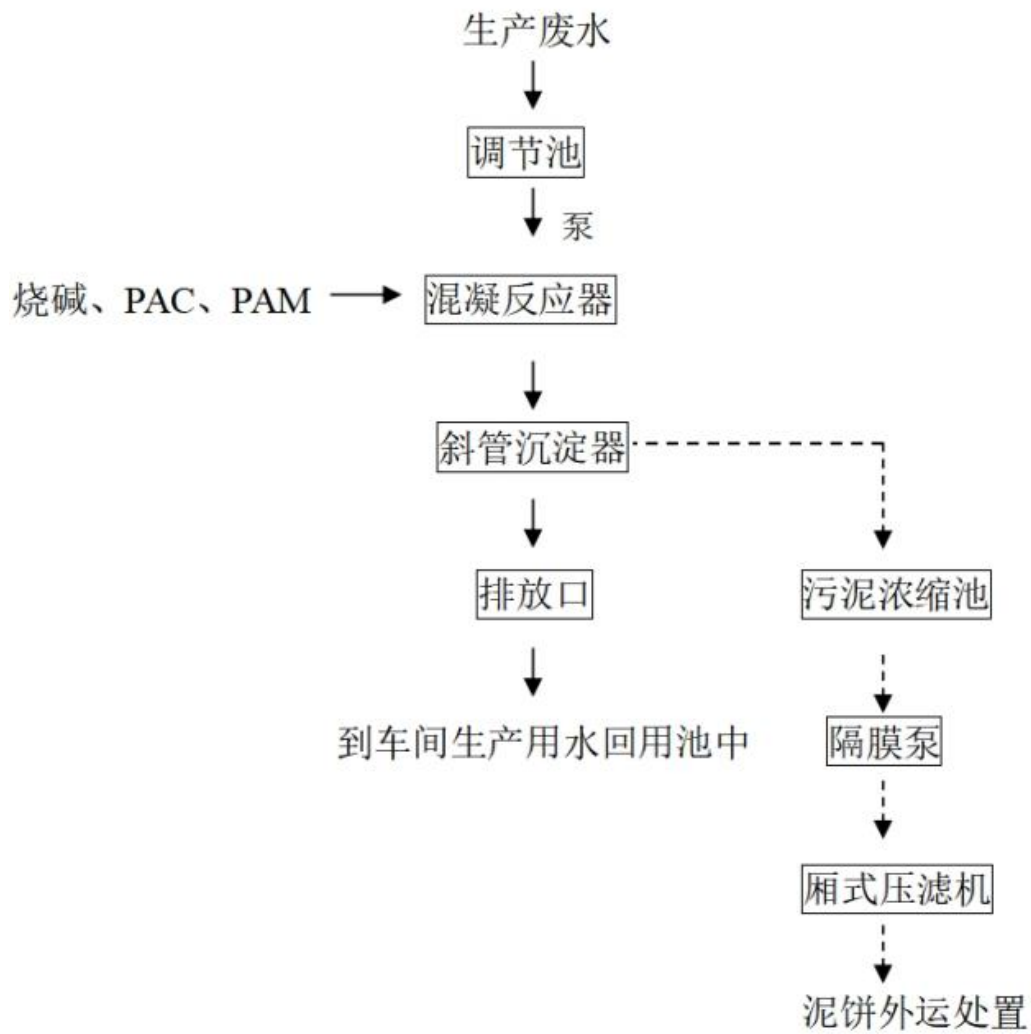 生产废水
调节池
泵
烧碱、PAC、PAM
混凝反应器
斜管沉淀器
排放口
污泥浓缩池
到车间生产用水回用池中
隔膜泵
厢式压滤机
泥饼外运处置